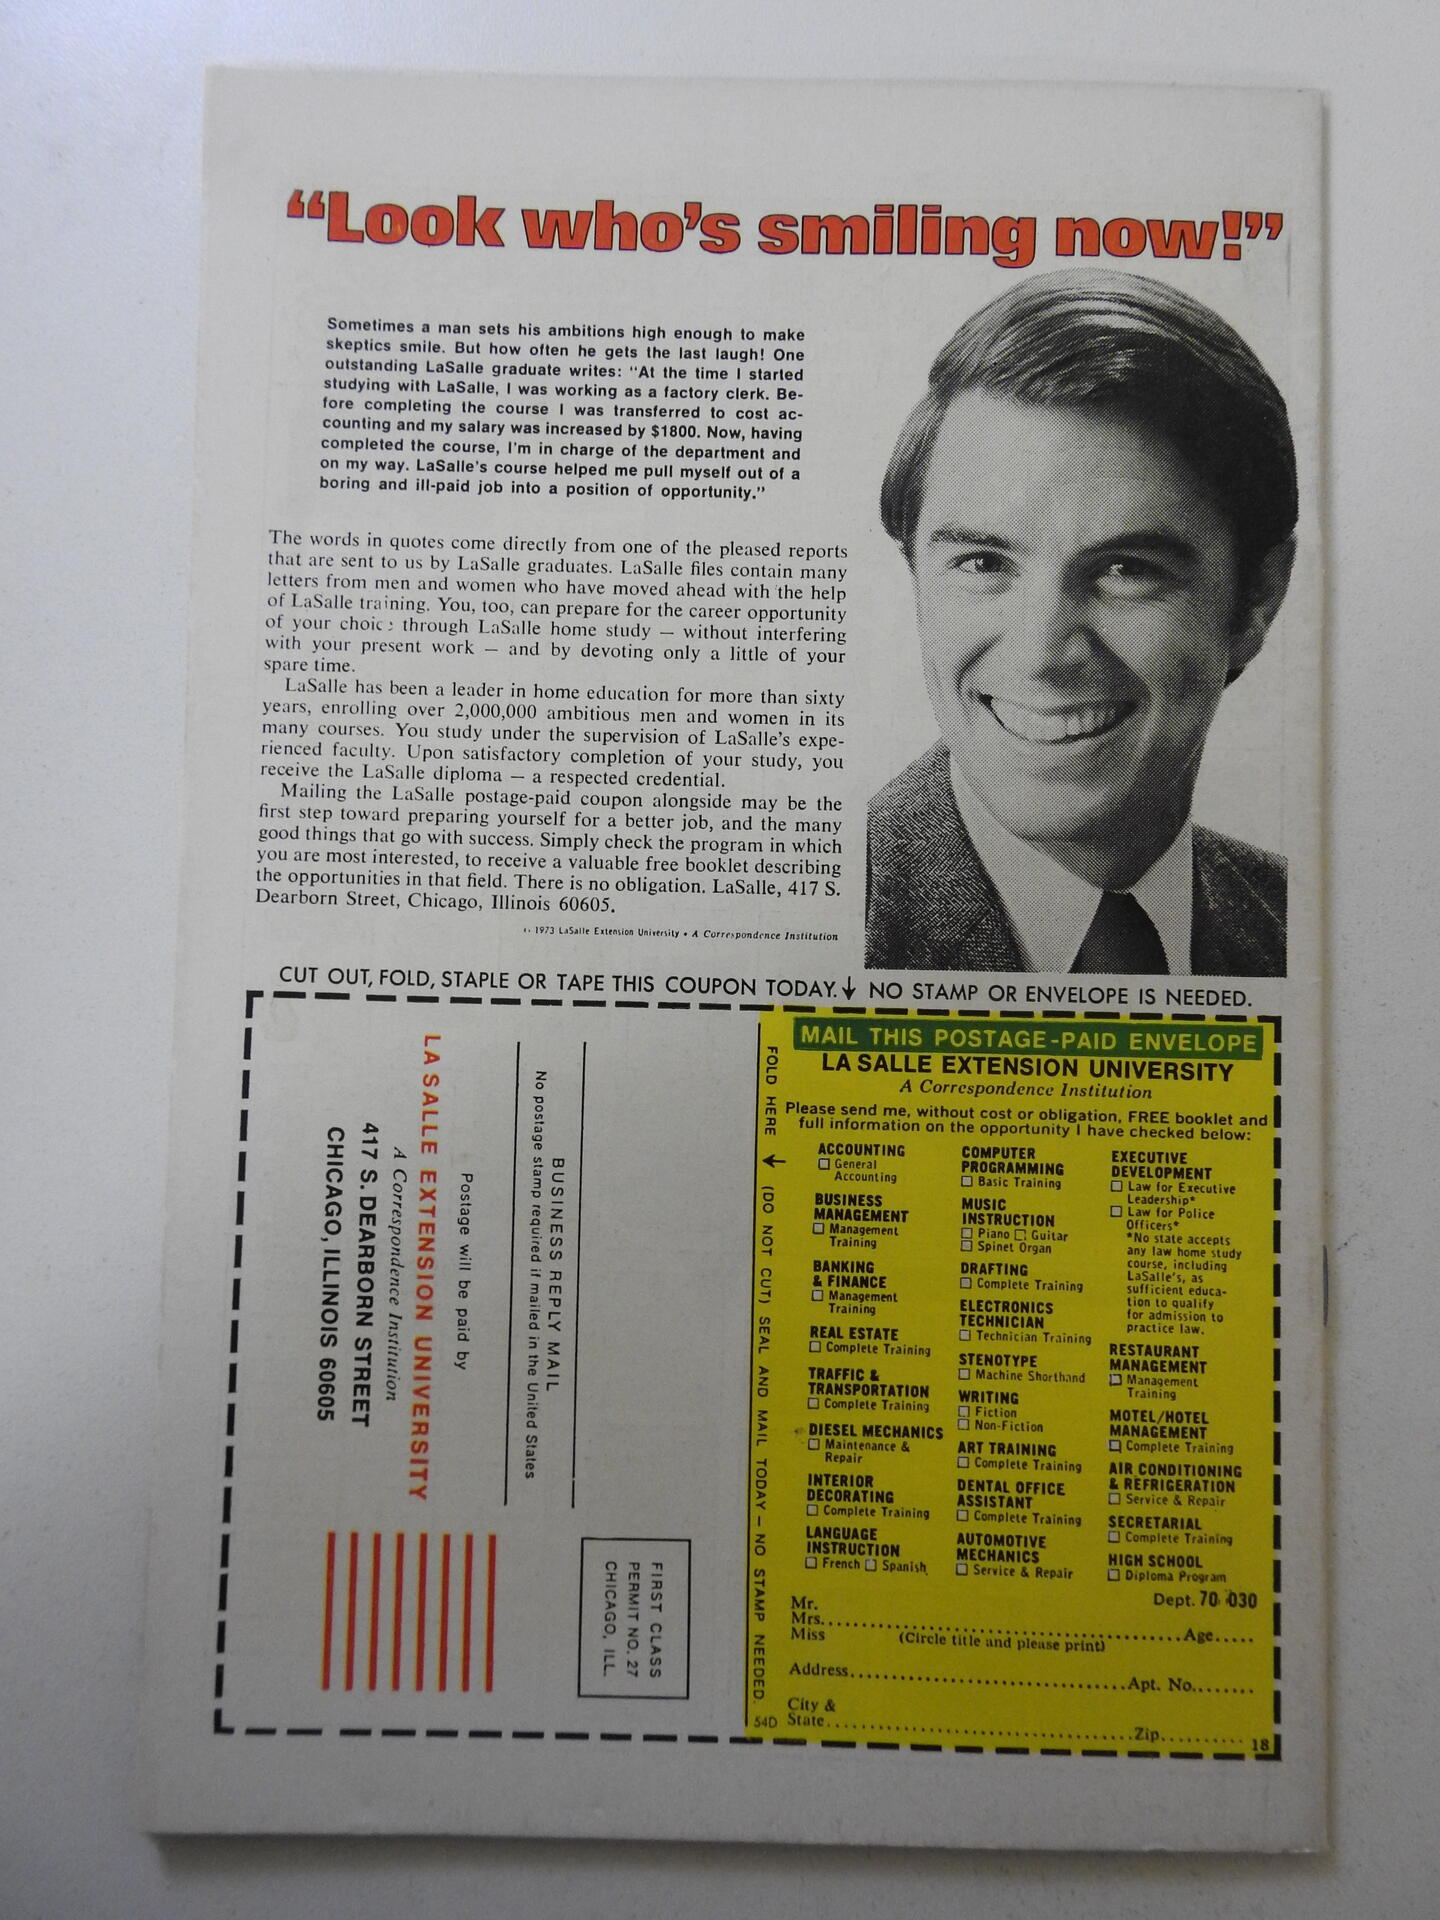 “Look who’s smiling now!”
Sometimes a man sets his ambitions high enough to make
skeptics smile. But how often he gets the last laugh! One
outstanding LaSalle graduate writes: “At the time I started
studying with LaSalle, I was working as a factory clerk. Be-
fore completing the course I was transferred to cost ac-
counting and my salary was increased by $1800. Now, having
completed the course, I’m in charge of the department and
on my way. LaSalle’s course helped me pull myself out of a
boring and ill-paid job into a position of opportunity.”
The words in quotes come directly from one of the pleased reports
that are sent to us by LaSalle graduates. LaSalle files contain many
letters from men and women who have moved ahead with the help
of LaSalle training. You, too, can prepare for the career opportunity
of your choice through LaSalle home study — without interfering
with your present work — and by devoting only a little of your
spare time.
LaSalle has been a leader in home education for more than sixty
years, enrolling over 2,000,000 ambitious men and women in its
many courses. You study under the supervision of LaSalle’s expe-
rienced faculty. Upon satisfactory completion of your study, you
receive the LaSalle diploma — a respected credential.
Mailing the LaSalle postage-paid coupon alongside may be the
first step toward preparing yourself for a better job, and the many
good things that go with success. Simply check the program in which
you are most interested, to receive a valuable free booklet describing
the opportunities in that field. There is no obligation. LaSalle, 417 S.
Dearborn Street, Chicago, Illinois 60605.
© 1973 LaSalle Extension University • A Correspondence Institution
CUT OUT, FOLD, STAPLE OR TAPE THIS COUPON TODAY. ↓ NO STAMP OR ENVELOPE IS NEEDED.
FIRST CLASS
PERMIT NO. 27
CHICAGO, ILL.
BUSINESS REPLY MAIL
No postage stamp required if mailed in the United States
Postage will be paid by
LA SALLE EXTENSION UNIVERSITY
A Correspondence Institution
417 S. DEARBORN STREET
CHICAGO, ILLINOIS 60605
FOLD HERE ↓ (DO NOT CUT) SEAL AND MAIL TODAY — NO STAMP NEEDED.
MAIL THIS POSTAGE-PAID ENVELOPE
LA SALLE EXTENSION UNIVERSITY
A Correspondence Institution
Please send me, without cost or obligation, FREE booklet and
full information on the opportunity I have checked below:
ACCOUNTING
☐ General
Accounting
BUSINESS
MANAGEMENT
☐ Management
Training
BANKING
& FINANCE
☐ Management
Training
REAL ESTATE
☐ Complete Training
TRAFFIC &
TRANSPORTATION
☐ Complete Training
DIESEL MECHANICS
☐ Maintenance &
Repair
INTERIOR
DECORATING
☐ Complete Training
LANGUAGE
INSTRUCTION
☐ French ☐ Spanish
COMPUTER
PROGRAMMING
☐ Basic Training
MUSIC
INSTRUCTION
☐ Piano ☐ Guitar
☐ Spinet Organ
DRAFTING
☐ Complete Training
ELECTRONICS
TECHNICIAN
☐ Technician Training
STENOTYPE
☐ Machine Shorthand
WRITING
☐ Fiction
☐ Non-Fiction
ART TRAINING
☐ Complete Training
DENTAL OFFICE
ASSISTANT
☐ Complete Training
AUTOMOTIVE
MECHANICS
☐ Service & Repair
EXECUTIVE
DEVELOPMENT
☐ Law for Executive
Leadership*
☐ Law for Police
Officers*
*No state accepts
any law home study
course, including
LaSalle’s, as
sufficient educa-
tion to qualify
for admission to
practice law.
RESTAURANT
MANAGEMENT
☐ Management
Training
MOTEL/HOTEL
MANAGEMENT
☐ Complete Training
AIR CONDITIONING
& REFRIGERATION
☐ Service & Repair
SECRETARIAL
☐ Complete Training
HIGH SCHOOL
☐ Diploma Program
Dept. 70-030
Mr.
Mrs. ........ Age.....
Miss (Circle title and please print)
Address........ Apt. No........
City &
State........ Zip........
54D
18